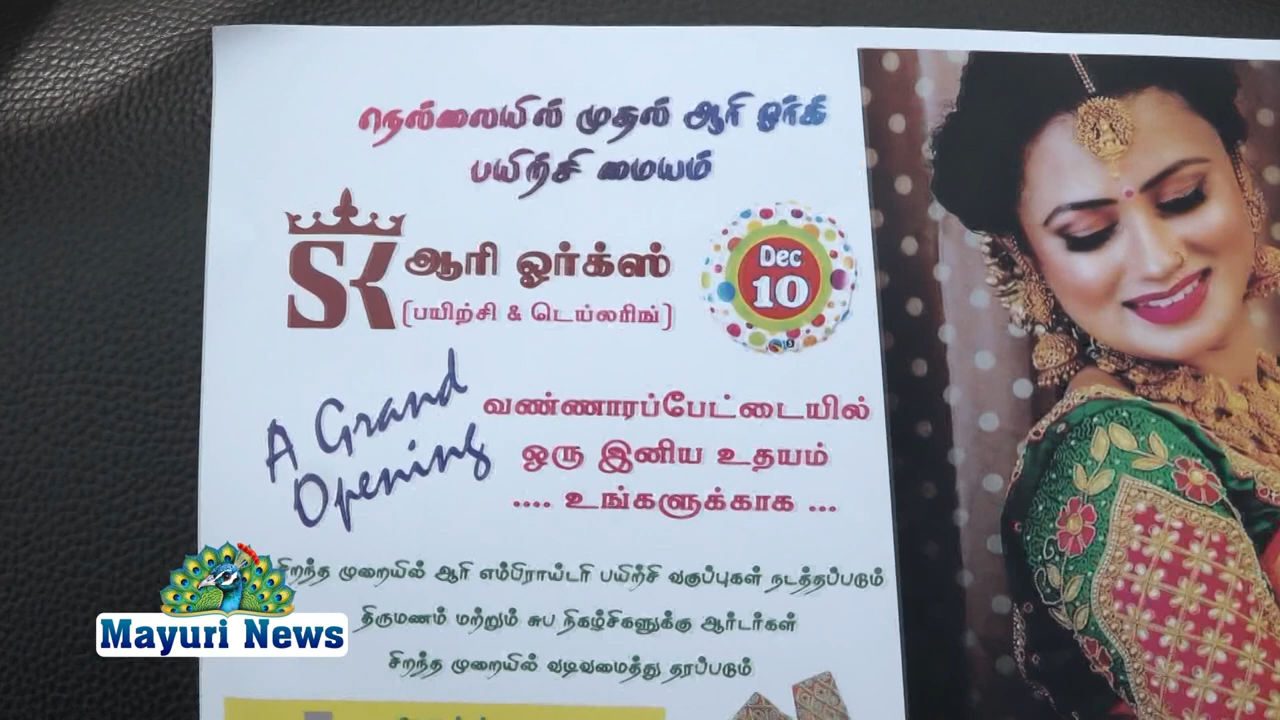 நெல்லையில் முதல் ஆரி ஓர்க்
பயிற்சி மையம்
SK ஆரி ஓர்க்ஸ்
(பயிற்சி & டெய்லரிங்)
Dec
10
A Grand
Opening
வண்ணாரப்பேட்டையில்
ஒரு இனிய உதயம்
.... உங்களுக்காக ...
சிறந்த முறையில் ஆரி எம்பிராய்டரி பயிற்சி வகுப்புகள் நடத்தப்படும்
திருமணம் மற்றும் சுப நிகழ்சிகளுக்கு ஆர்டர்கள்
சிறந்த முறையில் வடிவமைத்து தரப்படும்
Mayuri News